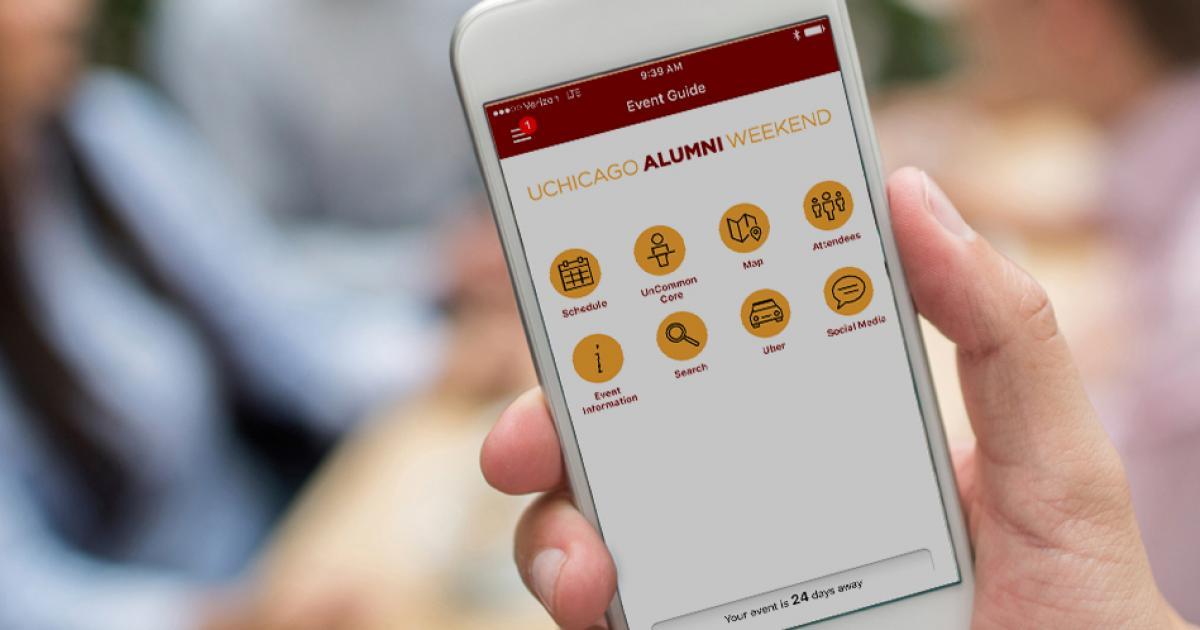 Verizon LTE
9:39 AM
1
Event Guide
UCHICAGO ALUMNI WEEKEND
Schedule
UnCommon
Core
Map
Attendees
Event
Information
Search
Uber
Social Media
Your event is 24 days away